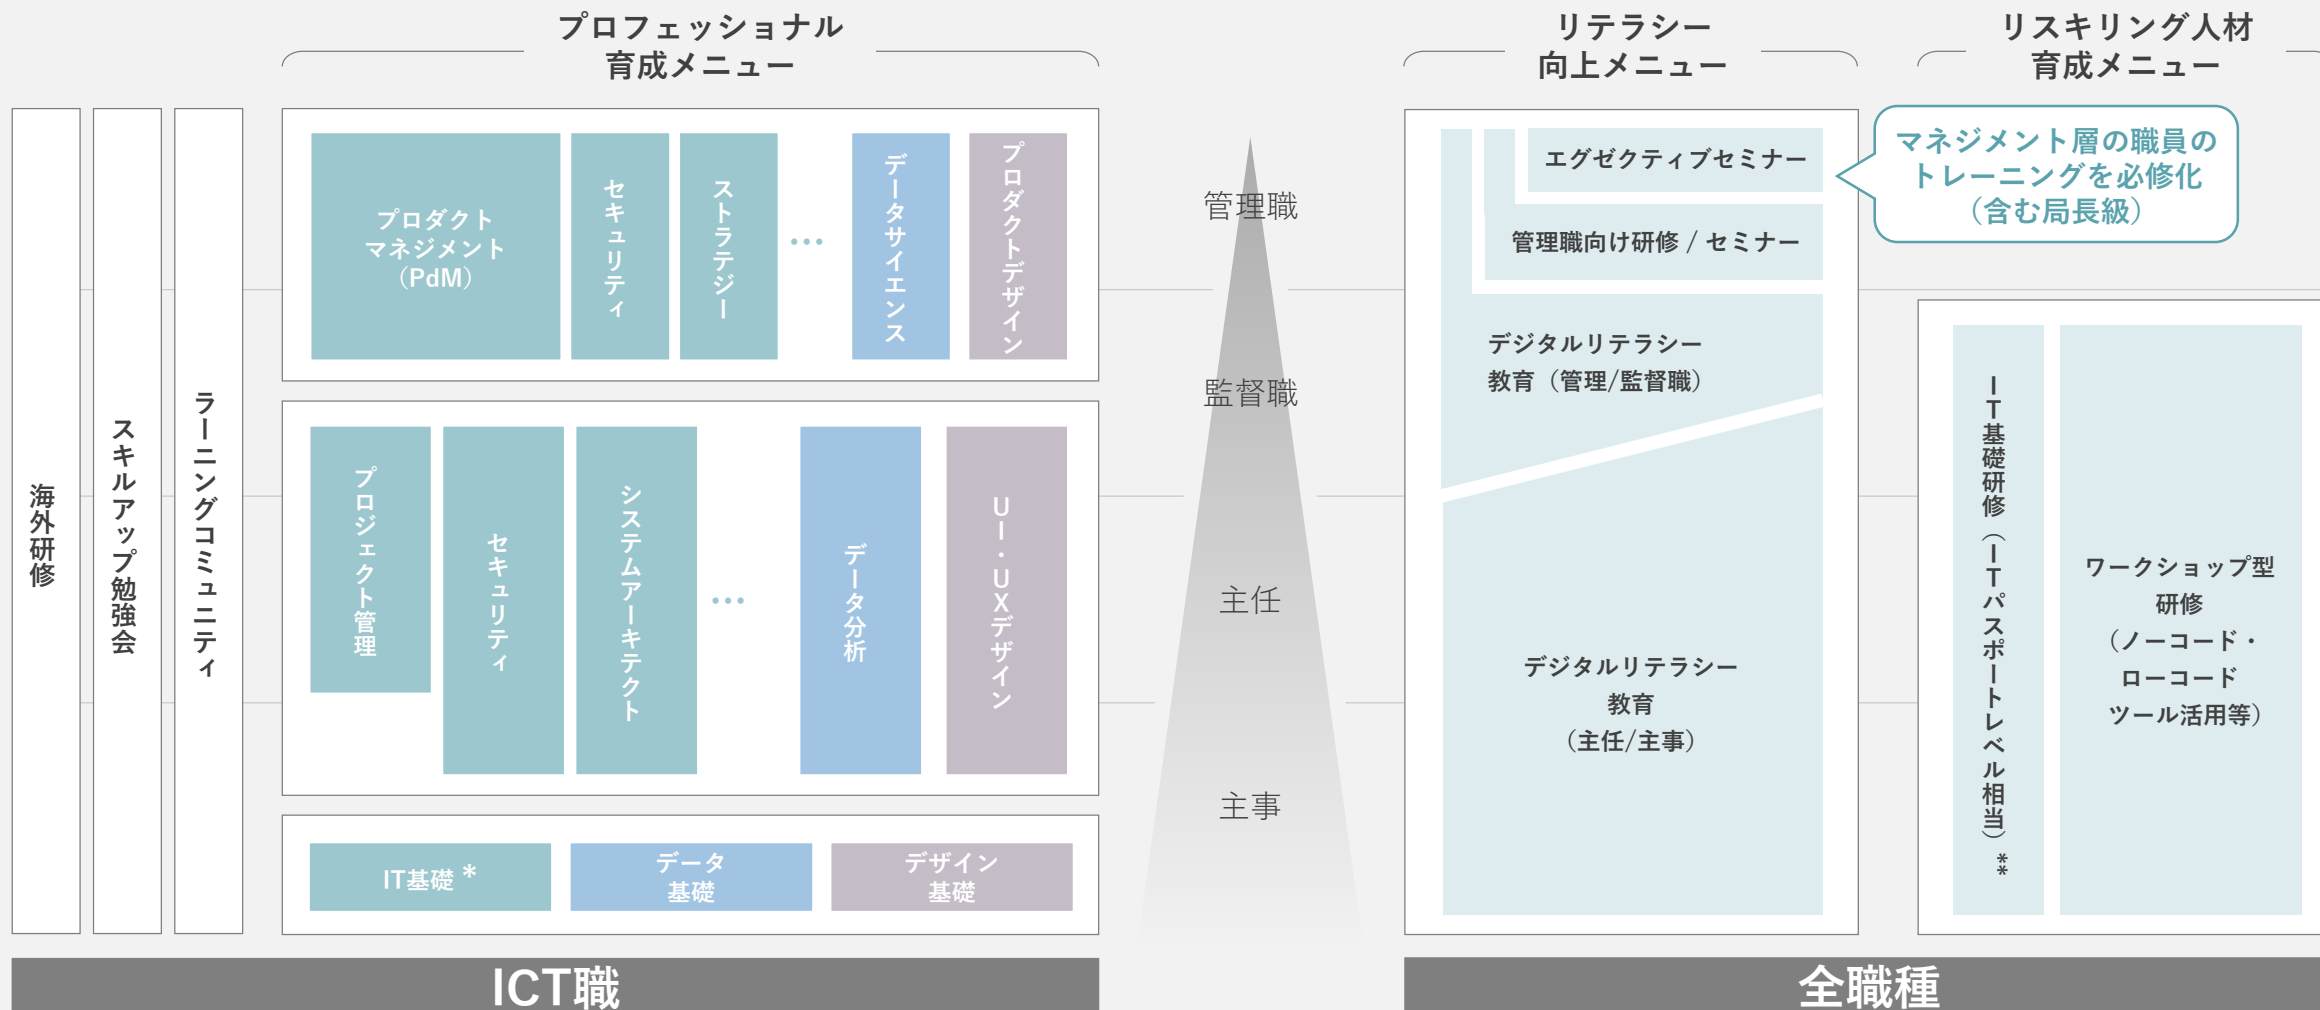 プロフェッショナル
育成メニュー
リテラシー
向上メニュー
リスキリング人材
育成メニュー
海外研修
スキルアップ勉強会
ラーニングコミュニティ
プロダクト
マネジメント
（PdM）
セキュリティ
ストラテジー
…
データサイエンス
プロダクトデザイン
プロジェクト管理
セキュリティ
システムアーキテクト
…
データ分析
UI・UXデザイン
IT基礎 *
データ
基礎
デザイン
基礎
ICT職
管理職
監督職
主任
主事
エグゼクティブセミナー
管理職向け研修 / セミナー
デジタルリテラシー
教育（管理/監督職）
デジタルリテラシー
教育
（主任/主事）
マネジメント層の職員の
トレーニングを必修化
（含む局長級）
IT基礎研修（ITパスポートレベル相当）**
ワークショップ型
研修
（ノーコード・
ローコード
ツール活用等）
全職種